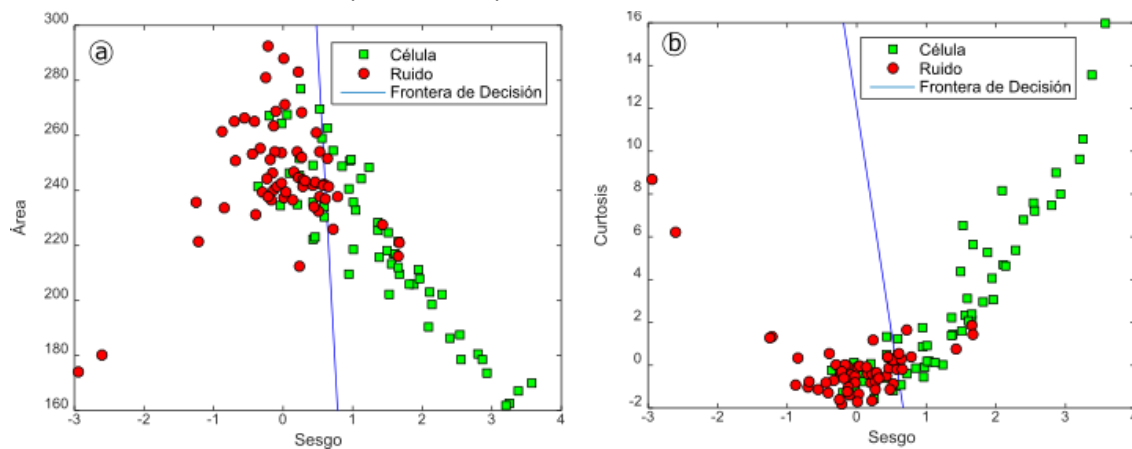 a
Célula
Ruido
Frontera de Decisión
300
280
260
240
220
200
180
160
Área
-3
-2
-1
0
1
2
3
4
Sesgo
b
Célula
Ruido
Frontera de Decisión
16
14
12
10
8
6
4
2
0
-2
Curtosis
-3
-2
-1
0
1
2
3
4
Sesgo